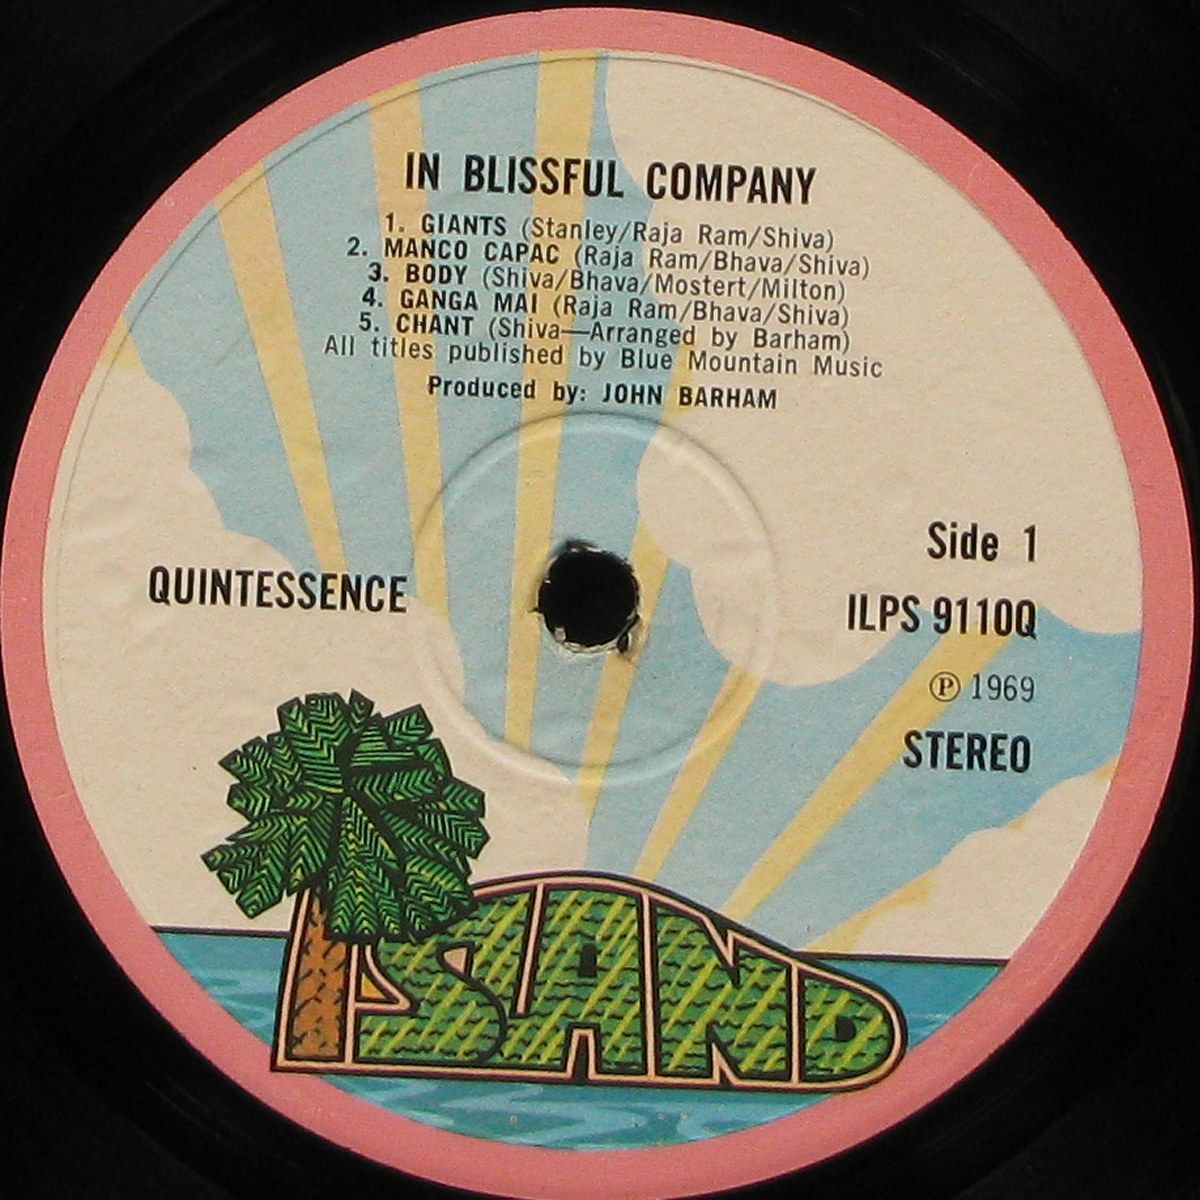 IN BLISSFUL COMPANY
1. GIANTS (Stanley/Raja Ram/Shiva)
2. MANCO CAPAC (Raja Ram/Bhava/Shiva)
3. BODY (Shiva/Bhava/Mostert/Milton)
4. GANGA MAI (Raja Ram/Bhava/Shiva)
5. CHANT (Shiva—Arranged by Barham)
All titles published by Blue Mountain Music
Produced by: JOHN BARHAM
QUINTESSENCE
Side 1
ILPS 9110Q
℗ 1969
STEREO
ISLAND